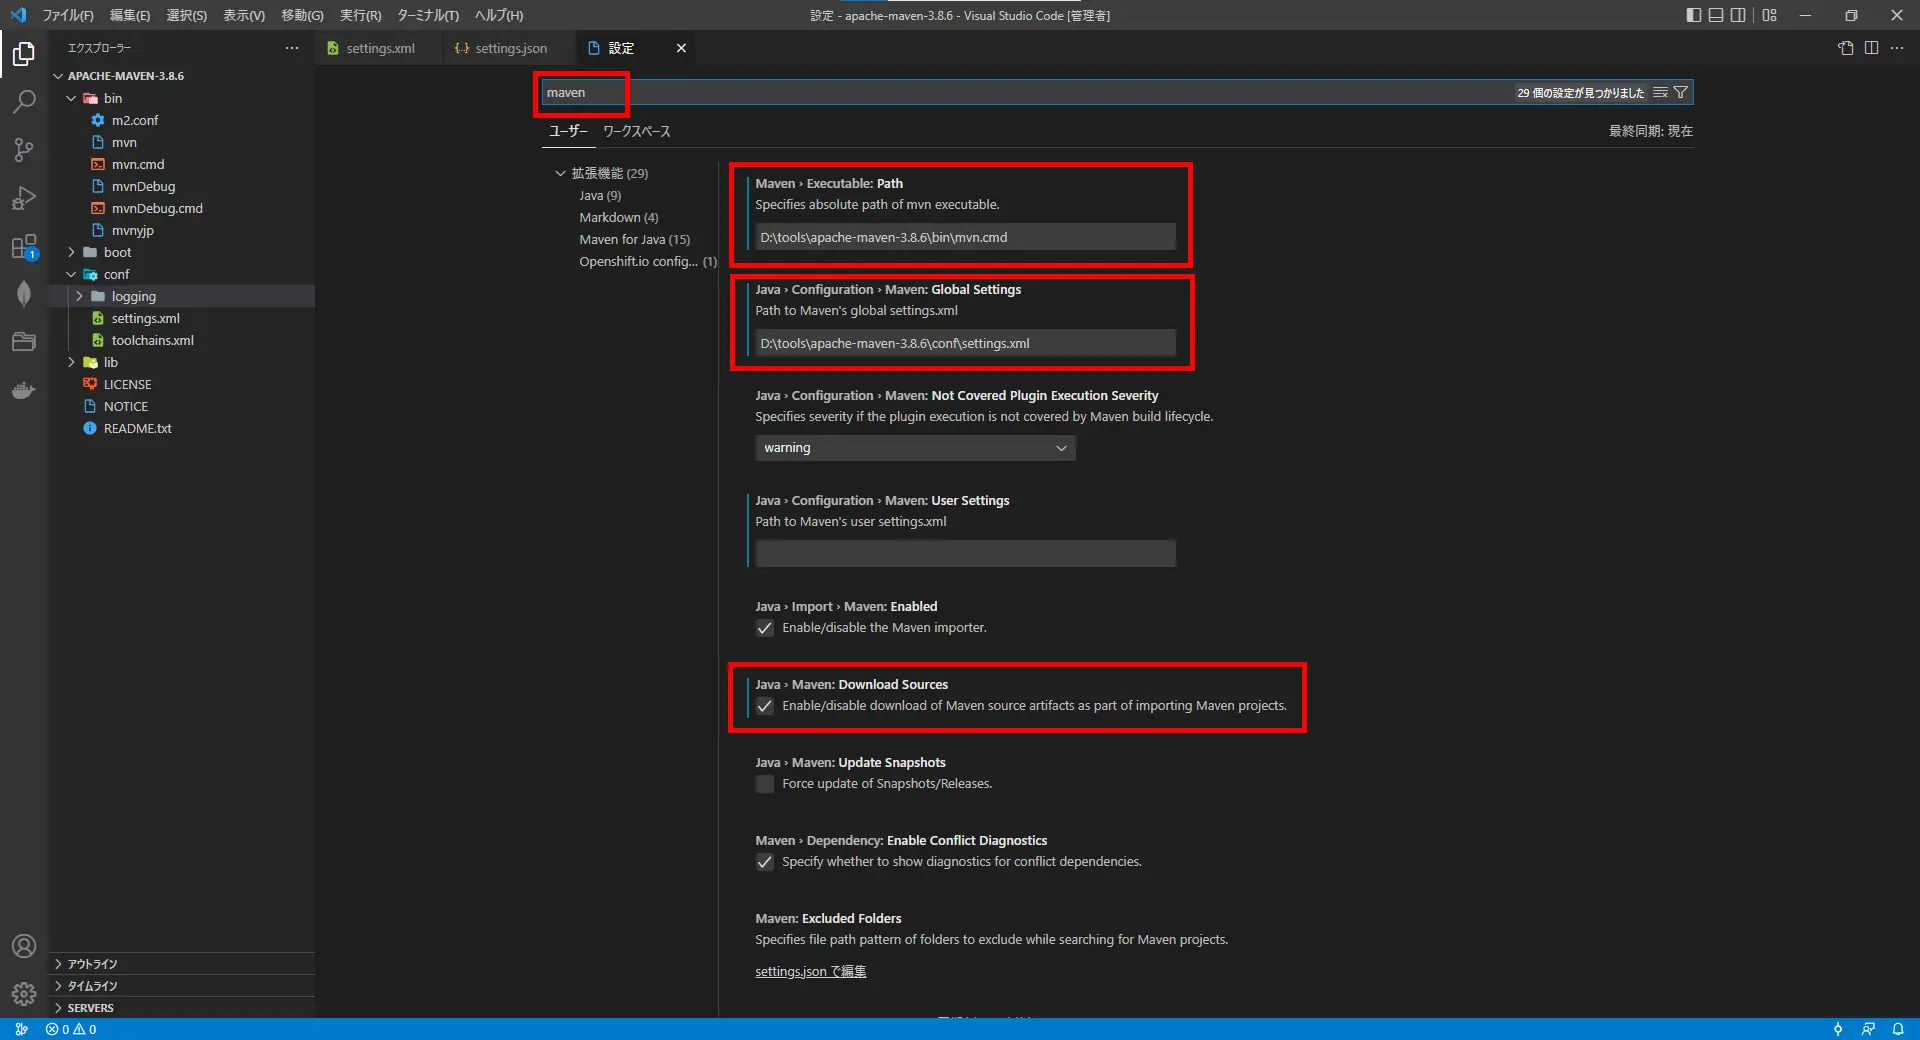 ファイル(F) 編集(E) 選択(S) 表示(V) 移動(G) 実行(R) ターミナル(T) ヘルプ(H)
設定 - apache-maven-3.8.6 - Visual Studio Code [管理者]
エクスプローラー
settings.xml
settings.json
設定
APACHE-MAVEN-3.8.6
bin
m2.conf
mvn
mvn.cmd
mvnDebug
mvnDebug.cmd
mvnyjp
boot
conf
logging
settings.xml
toolchains.xml
lib
LICENSE
NOTICE
README.txt
アウトライン
タイムライン
SERVERS
1
maven
29 個の設定が見つかりました
ユーザー ワークスペース
最終同期: 現在
拡張機能 (29)
Java (9)
Markdown (4)
Maven for Java (15)
Openshift.io config... (1)
Maven › Executable: Path
Specifies absolute path of mvn executable.
D:\tools\apache-maven-3.8.6\bin\mvn.cmd
Java › Configuration › Maven: Global Settings
Path to Maven's global settings.xml
D:\tools\apache-maven-3.8.6\conf\settings.xml
Java › Configuration › Maven: Not Covered Plugin Execution Severity
Specifies severity if the plugin execution is not covered by Maven build lifecycle.
warning
Java › Configuration › Maven: User Settings
Path to Maven's user settings.xml
Java › Import › Maven: Enabled
Enable/disable the Maven importer.
Java › Maven: Download Sources
Enable/disable download of Maven source artifacts as part of importing Maven projects.
Java › Maven: Update Snapshots
Force update of Snapshots/Releases.
Maven › Dependency: Enable Conflict Diagnostics
Specify whether to show diagnostics for conflict dependencies.
Maven: Excluded Folders
Specifies file path pattern of folders to exclude while searching for Maven projects.
settings.json で編集
0 0